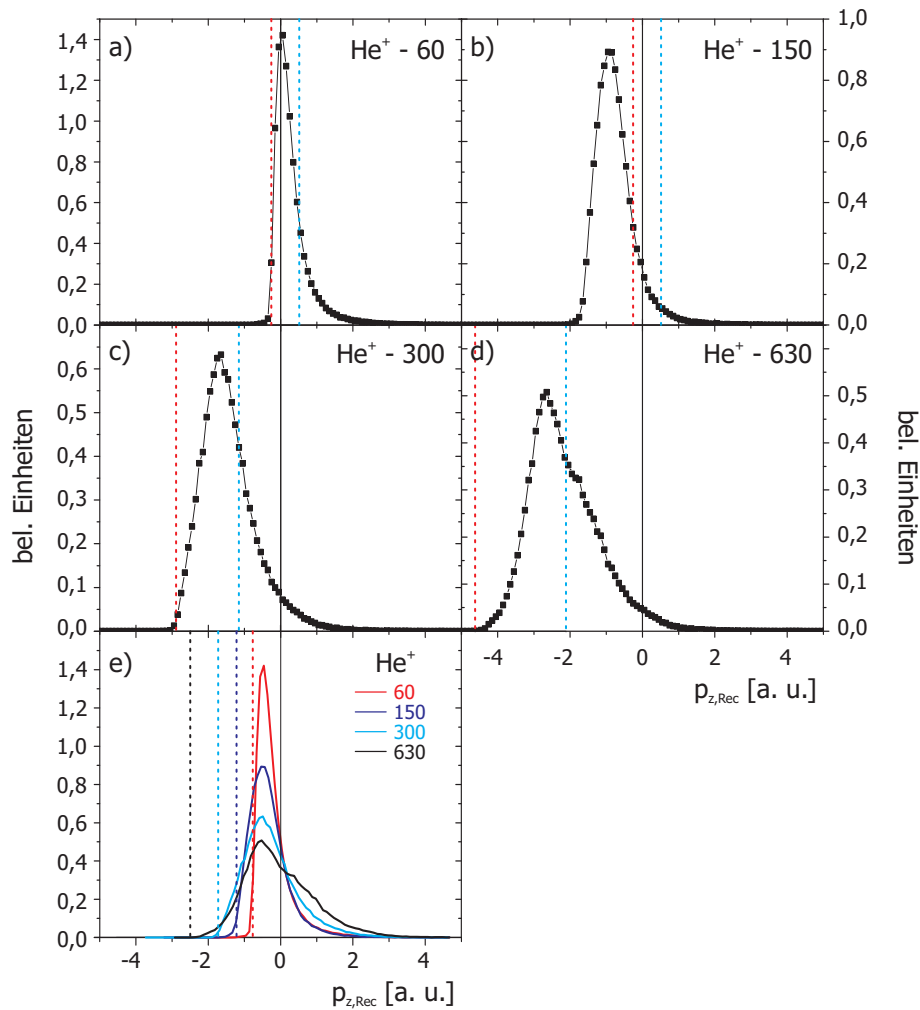 a)
He⁺ - 60
1,4
1,2
1,0
0,8
0,6
0,4
0,2
0,0
b)
He⁺ - 150
1,0
0,8
0,6
0,4
0,2
0,0
c)
He⁺ - 300
0,6
0,5
0,4
0,3
0,2
0,1
0,0
bel. Einheiten
d)
He⁺ - 630
0,5
0,4
0,3
0,2
0,1
0,0
bel. Einheiten
-4 -2 0 2 4
p_z,Rec [a. u.]
e)
He⁺
60
150
300
630
1,4
1,2
1,0
0,8
0,6
0,4
0,2
0,0
-4 -2 0 2 4
p_z,Rec [a. u.]